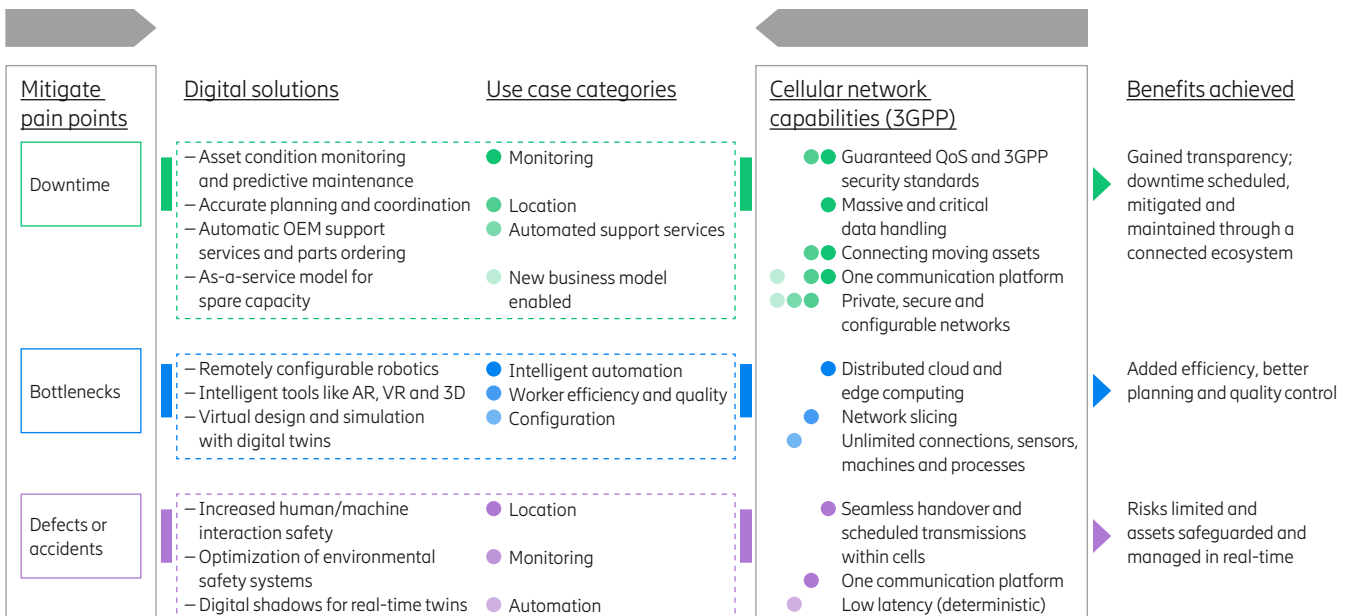 Mitigate
pain points
Digital solutions
Use case categories
Cellular network
capabilities (3GPP)
Benefits achieved
Downtime
– Asset condition monitoring
and predictive maintenance
– Accurate planning and coordination
– Automatic OEM support
services and parts ordering
– As-a-service model for
spare capacity
Monitoring
Location
Automated support services
New business model
enabled
Guaranteed QoS and 3GPP
security standards
Massive and critical
data handling
Connecting moving assets
One communication platform
Private, secure and
configurable networks
Gained transparency;
downtime scheduled,
mitigated and
maintained through a
connected ecosystem
Bottlenecks
– Remotely configurable robotics
– Intelligent tools like AR, VR and 3D
– Virtual design and simulation
with digital twins
Intelligent automation
Worker efficiency and quality
Configuration
Distributed cloud and
edge computing
Network slicing
Unlimited connections, sensors,
machines and processes
Added efficiency, better
planning and quality control
Defects or
accidents
– Increased human/machine
interaction safety
– Optimization of environmental
safety systems
– Digital shadows for real-time twins
Location
Monitoring
Automation
Seamless handover and
scheduled transmissions
within cells
One communication platform
Low latency (deterministic)
Risks limited and
assets safeguarded and
managed in real-time